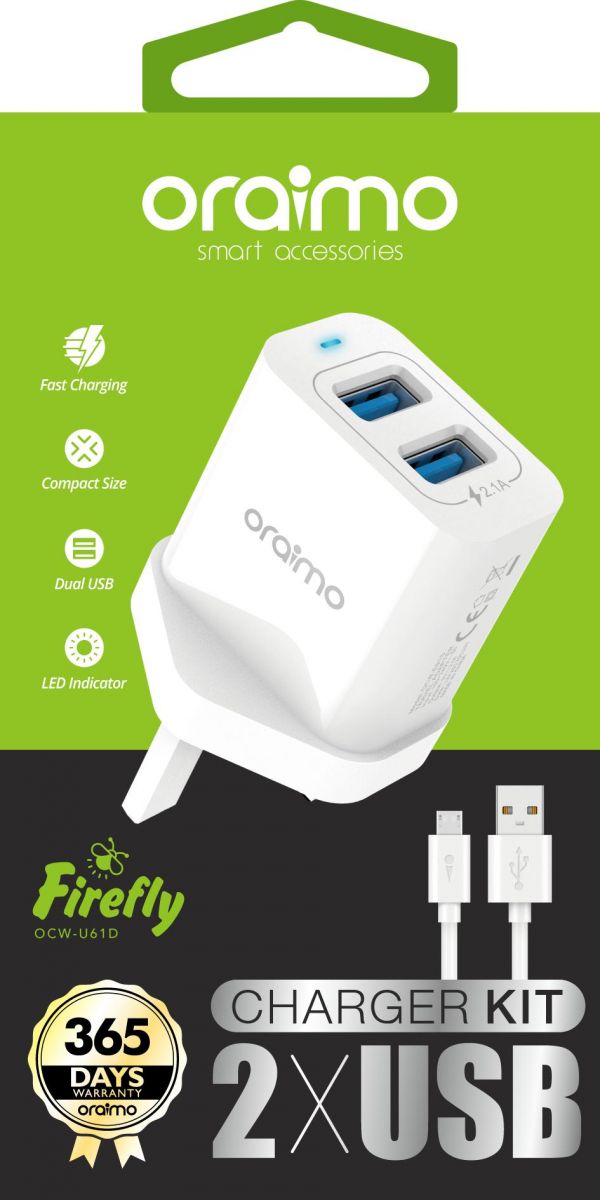 oraimo
smart accessories
Fast Charging
Compact Size
Dual USB
LED Indicator
2.1A
oraimo
CE
Firefly
OCW-U61D
365
DAYS
WARRANTY
oraimo
CHARGER KIT
2XUSB